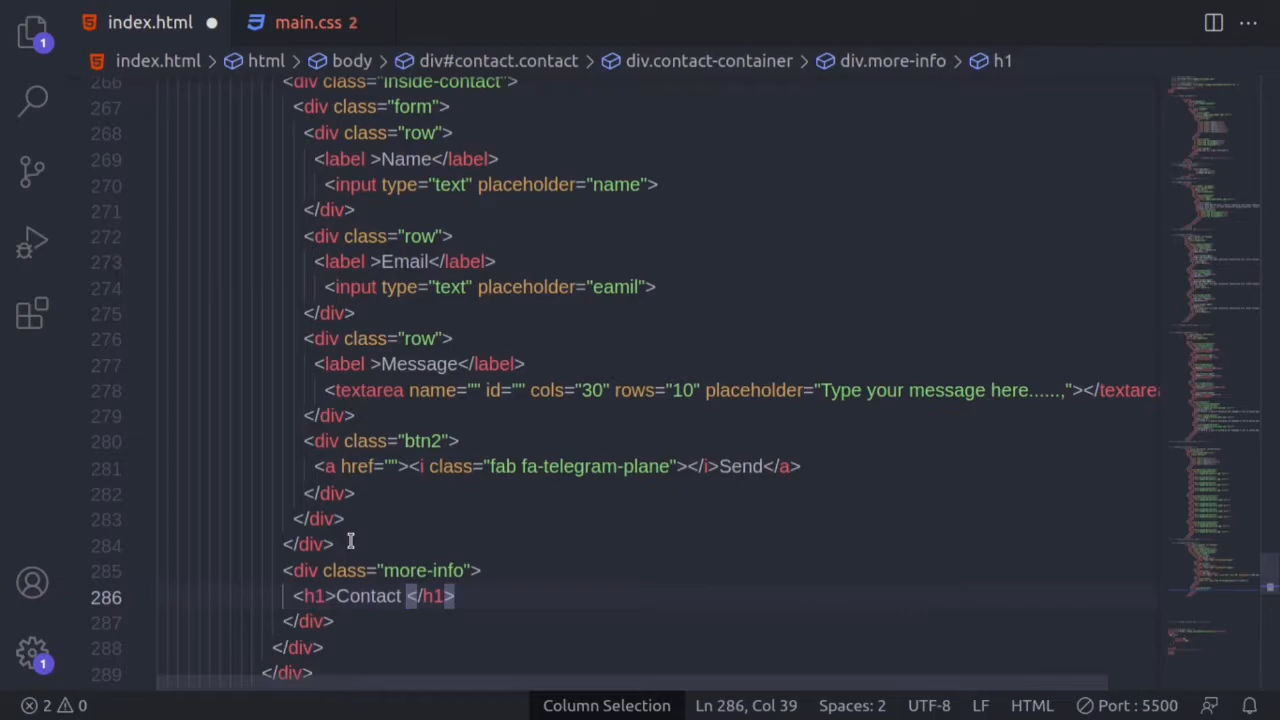 1
index.html ● main.css 2 ···
index.html > html > body > div#contact.contact > div.contact-container > div.more-info > h1
266 <div class="inside-contact">
267 <div class="form">
268 <div class="row">
269 <label >Name</label>
270 <input type="text" placeholder="name">
271 </div>
272 <div class="row">
273 <label >Email</label>
274 <input type="text" placeholder="eamil">
275 </div>
276 <div class="row">
277 <label >Message</label>
278 <textarea name="" id="" cols="30" rows="10" placeholder="Type your message here......,"></textarea
279 </div>
280 <div class="btn2">
281 <a href=""><i class="fab fa-telegram-plane"></i>Send</a>
282 </div>
283 </div>
284 </div>
285 <div class="more-info">
286 <h1>Contact </h1>
287 </div>
288 </div>
289 </div>
1
2 0 Column Selection Ln 286, Col 39 Spaces: 2 UTF-8 LF HTML Port : 5500